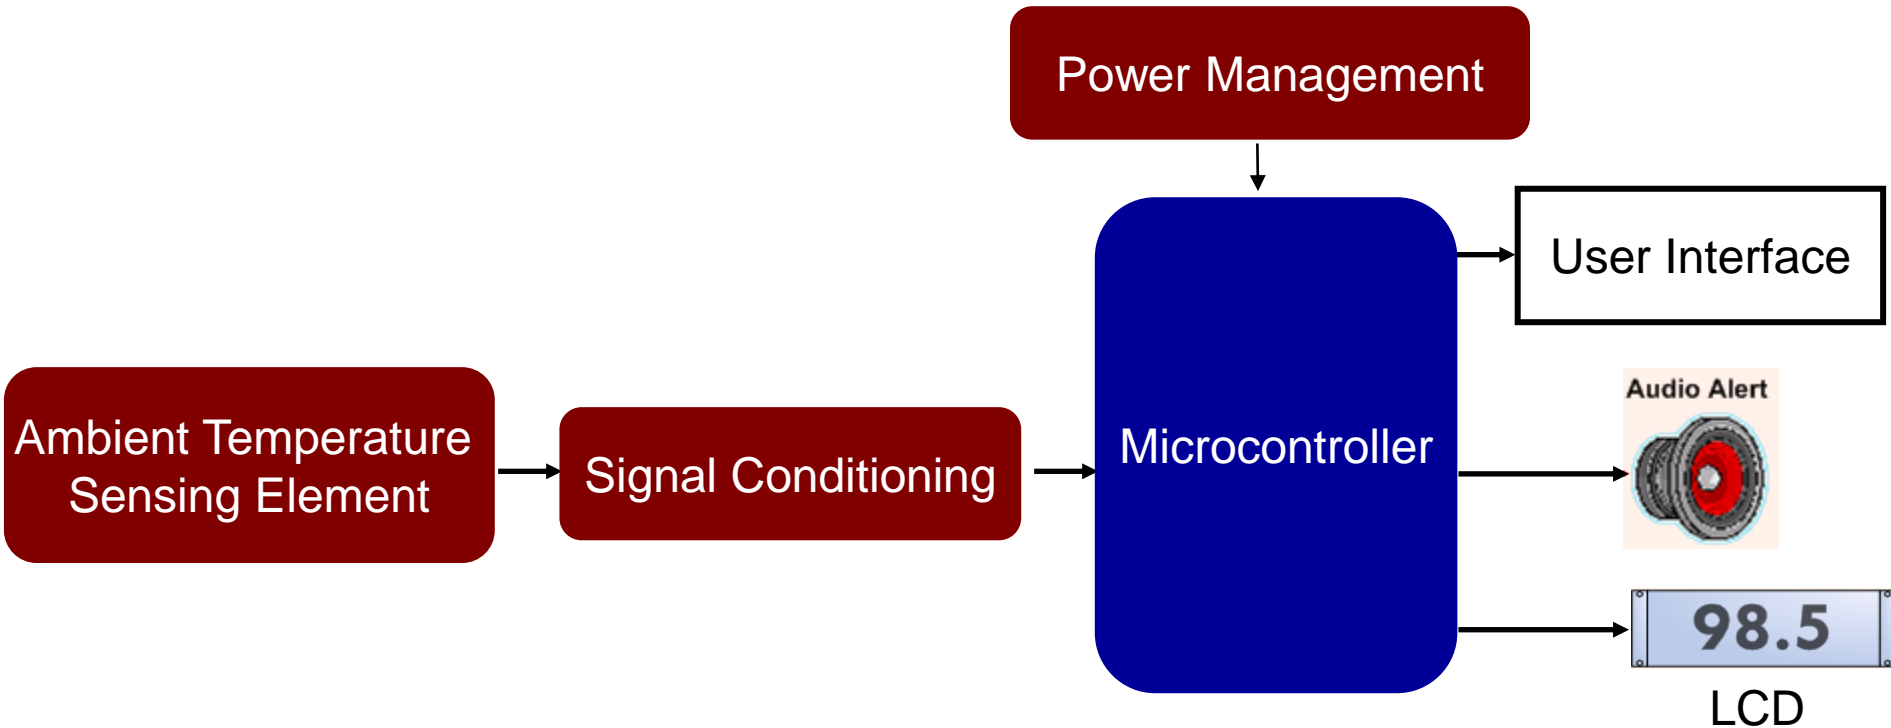 Power Management
User Interface
Audio Alert
Ambient Temperature
Sensing Element
Signal Conditioning
Microcontroller
98.5
LCD